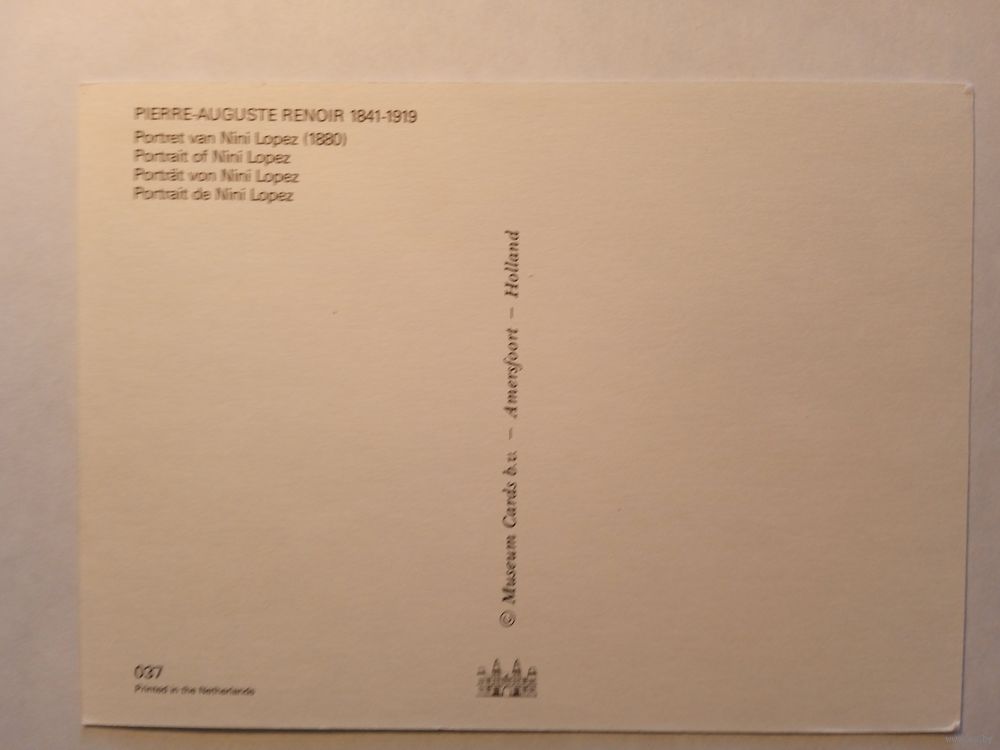 PIERRE-AUGUSTE RENOIR 1841-1919
Portret van Nini Lopez (1880)
Portrait of Nini Lopez
Porträt von Nini Lopez
Portrait de Nini Lopez
© Museum Cards b.v. – Amersfoort – Holland
037
Printed in the Netherlands